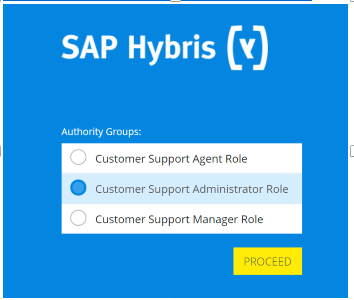 SAP Hybris (y)
Authority Groups:
Customer Support Agent Role
Customer Support Administrator Role
Customer Support Manager Role
PROCEED